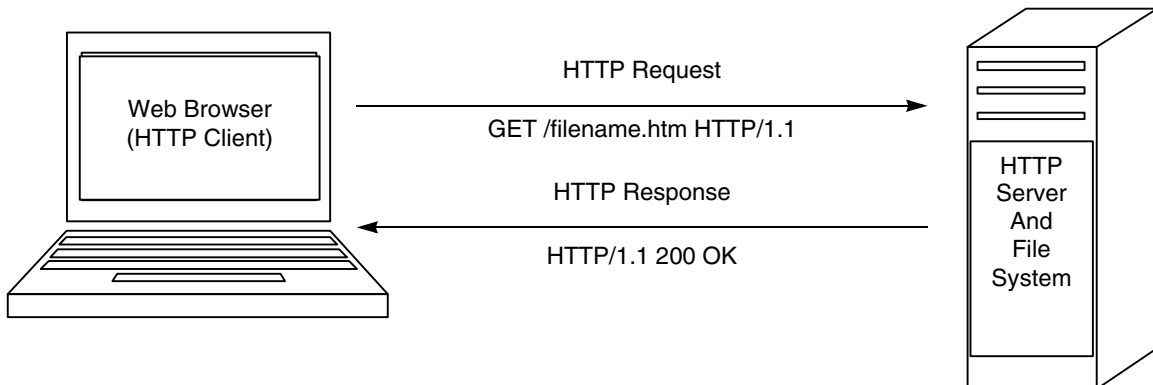 Web Browser
(HTTP Client)
HTTP Request
GET /filename.htm HTTP/1.1
HTTP Response
HTTP/1.1 200 OK
HTTP
Server
And
File
System